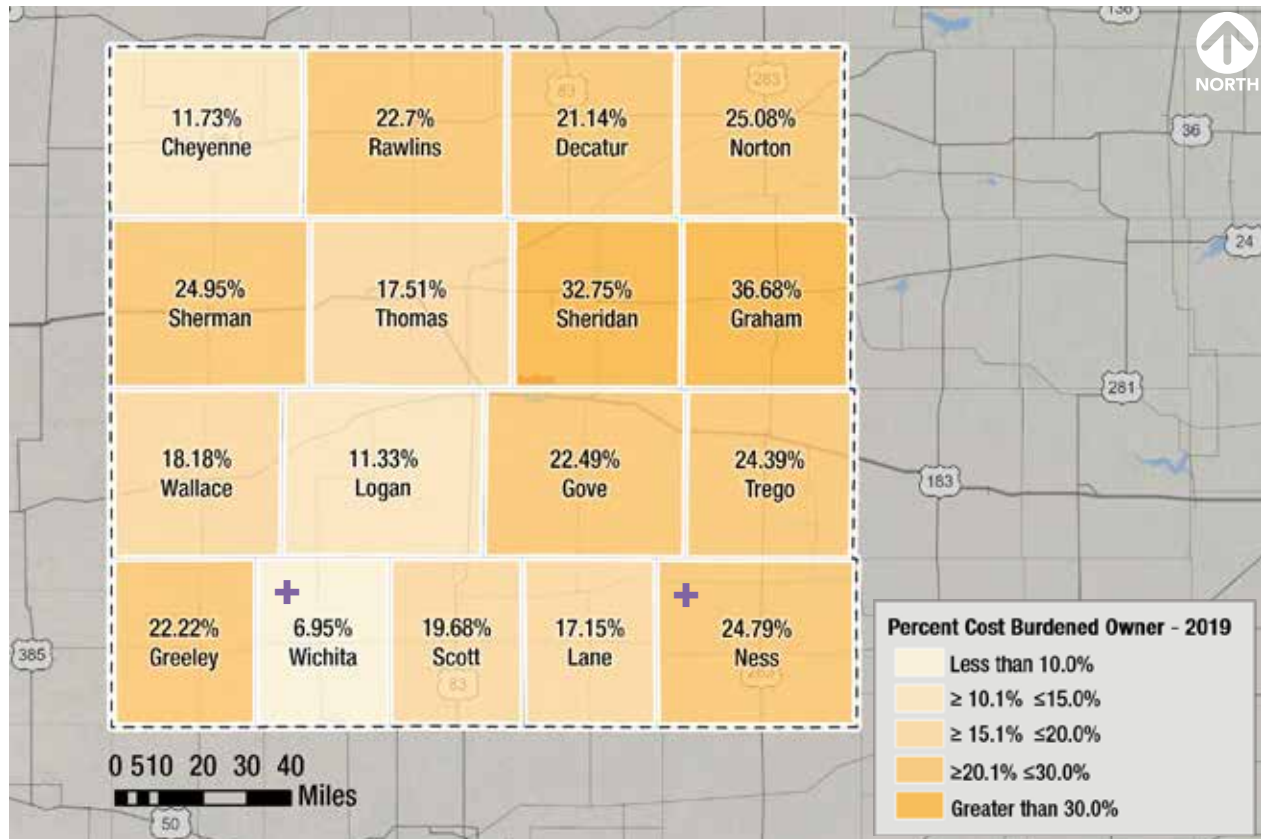 136
NORTH
83
283
36
11.73%
Cheyenne
22.7%
Rawlins
21.14%
Decatur
25.08%
Norton
24
24.95%
Sherman
17.51%
Thomas
32.75%
Sheridan
36.68%
Graham
281
18.18%
Wallace
11.33%
Logan
22.49%
Gove
24.39%
Trego
183
22.22%
Greeley
6.95%
Wichita
19.68%
Scott
17.15%
Lane
24.79%
Ness
385
83
283
Percent Cost Burdened Owner - 2019
Less than 10.0%
≥ 10.1% ≤15.0%
≥ 15.1% ≤20.0%
≥20.1% ≤30.0%
Greater than 30.0%
0 510 20 30 40
Miles
50